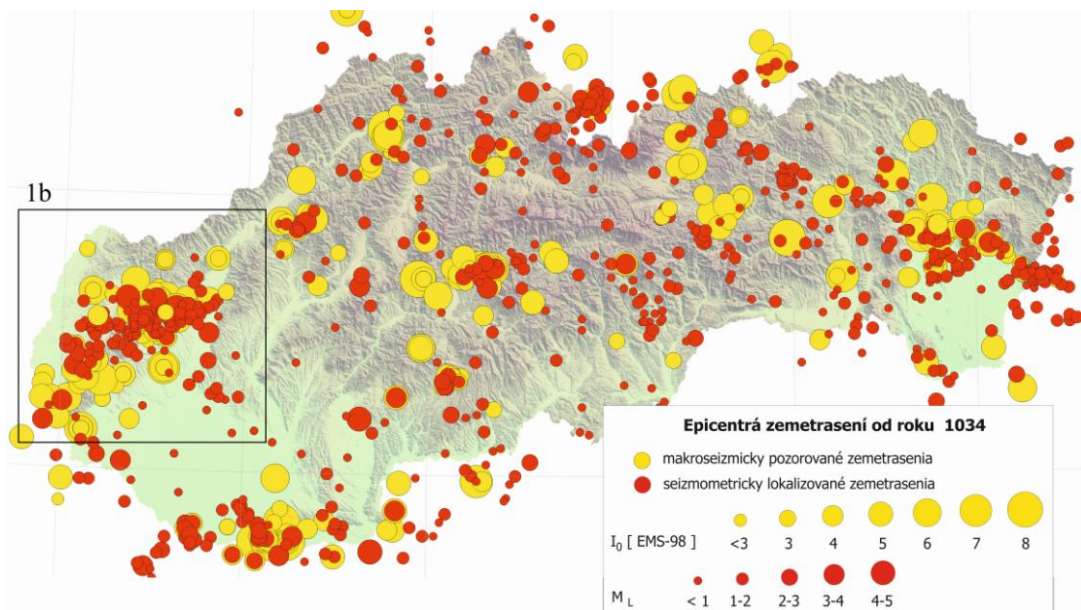 1b
Epicentrá zemetrasení od roku 1034
makroseizmicky pozorované zemetrasenia
seizmometricky lokalizované zemetrasenia
I0 [ EMS-98 ] <3 3 4 5 6 7 8
M L < 1 1-2 2-3 3-4 4-5